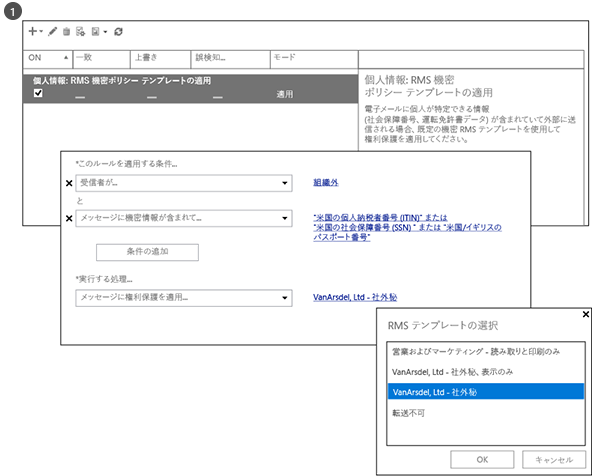 1
ON 一致 上書き 誤検知... モード
個人情報: RMS 機密ポリシー テンプレートの適用
適用
個人情報: RMS 機密
ポリシー テンプレートの適用
電子メールに個人が特定できる情報
(社会保障番号、運転免許書データ) が含まれていて外部に送
信される場合、既定の機密 RMS テンプレートを使用して
権利保護を適用してください。
*このルールを適用する条件...
受信者が... 組織外
と
メッセージに機密情報が含まれて... "米国の個人納税者番号 (ITIN)" または
"米国の社会保障番号 (SSN) " または "米国/イギリスの
パスポート番号"
条件の追加
*実行する処理...
メッセージに権利保護を適用... VanArsdel, Ltd - 社外秘
RMS テンプレートの選択
営業およびマーケティング - 読み取りと印刷のみ
VanArsdel, Ltd - 社外秘、表示のみ
VanArsdel, Ltd - 社外秘
転送不可
OK キャンセル